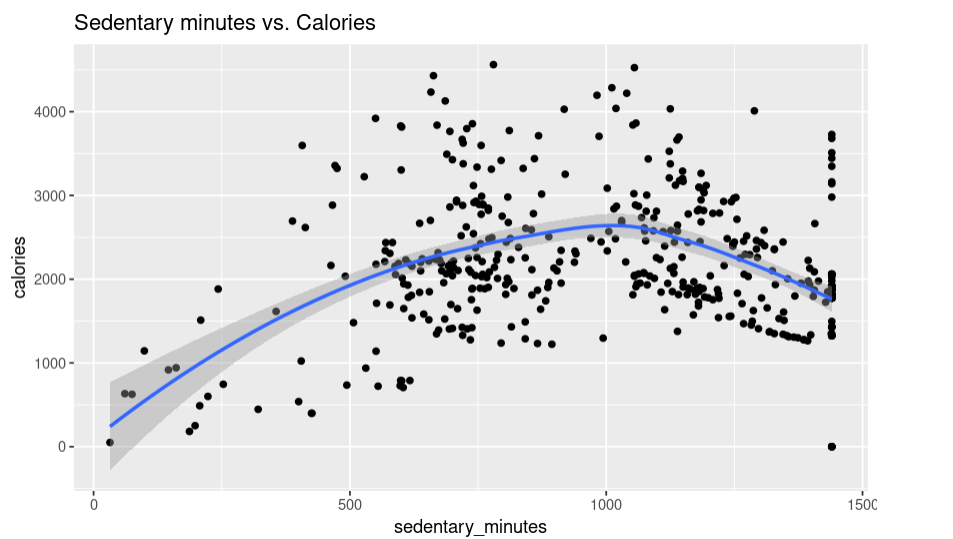 Sedentary minutes vs. Calories
4000
3000
2000
1000
0
calories
0 500 1000 1500
sedentary_minutes